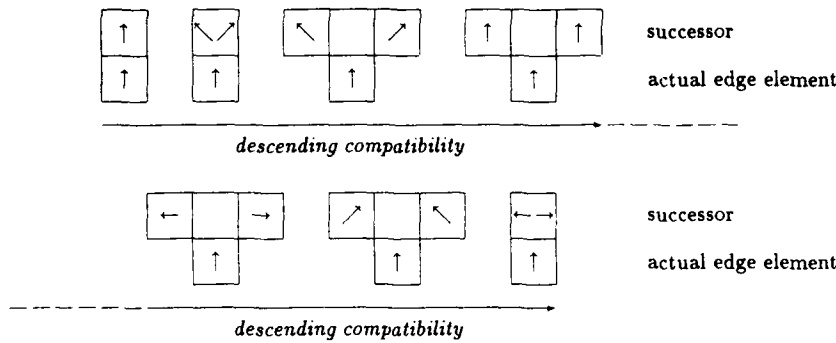 successor
actual edge element
descending compatibility
successor
actual edge element
descending compatibility